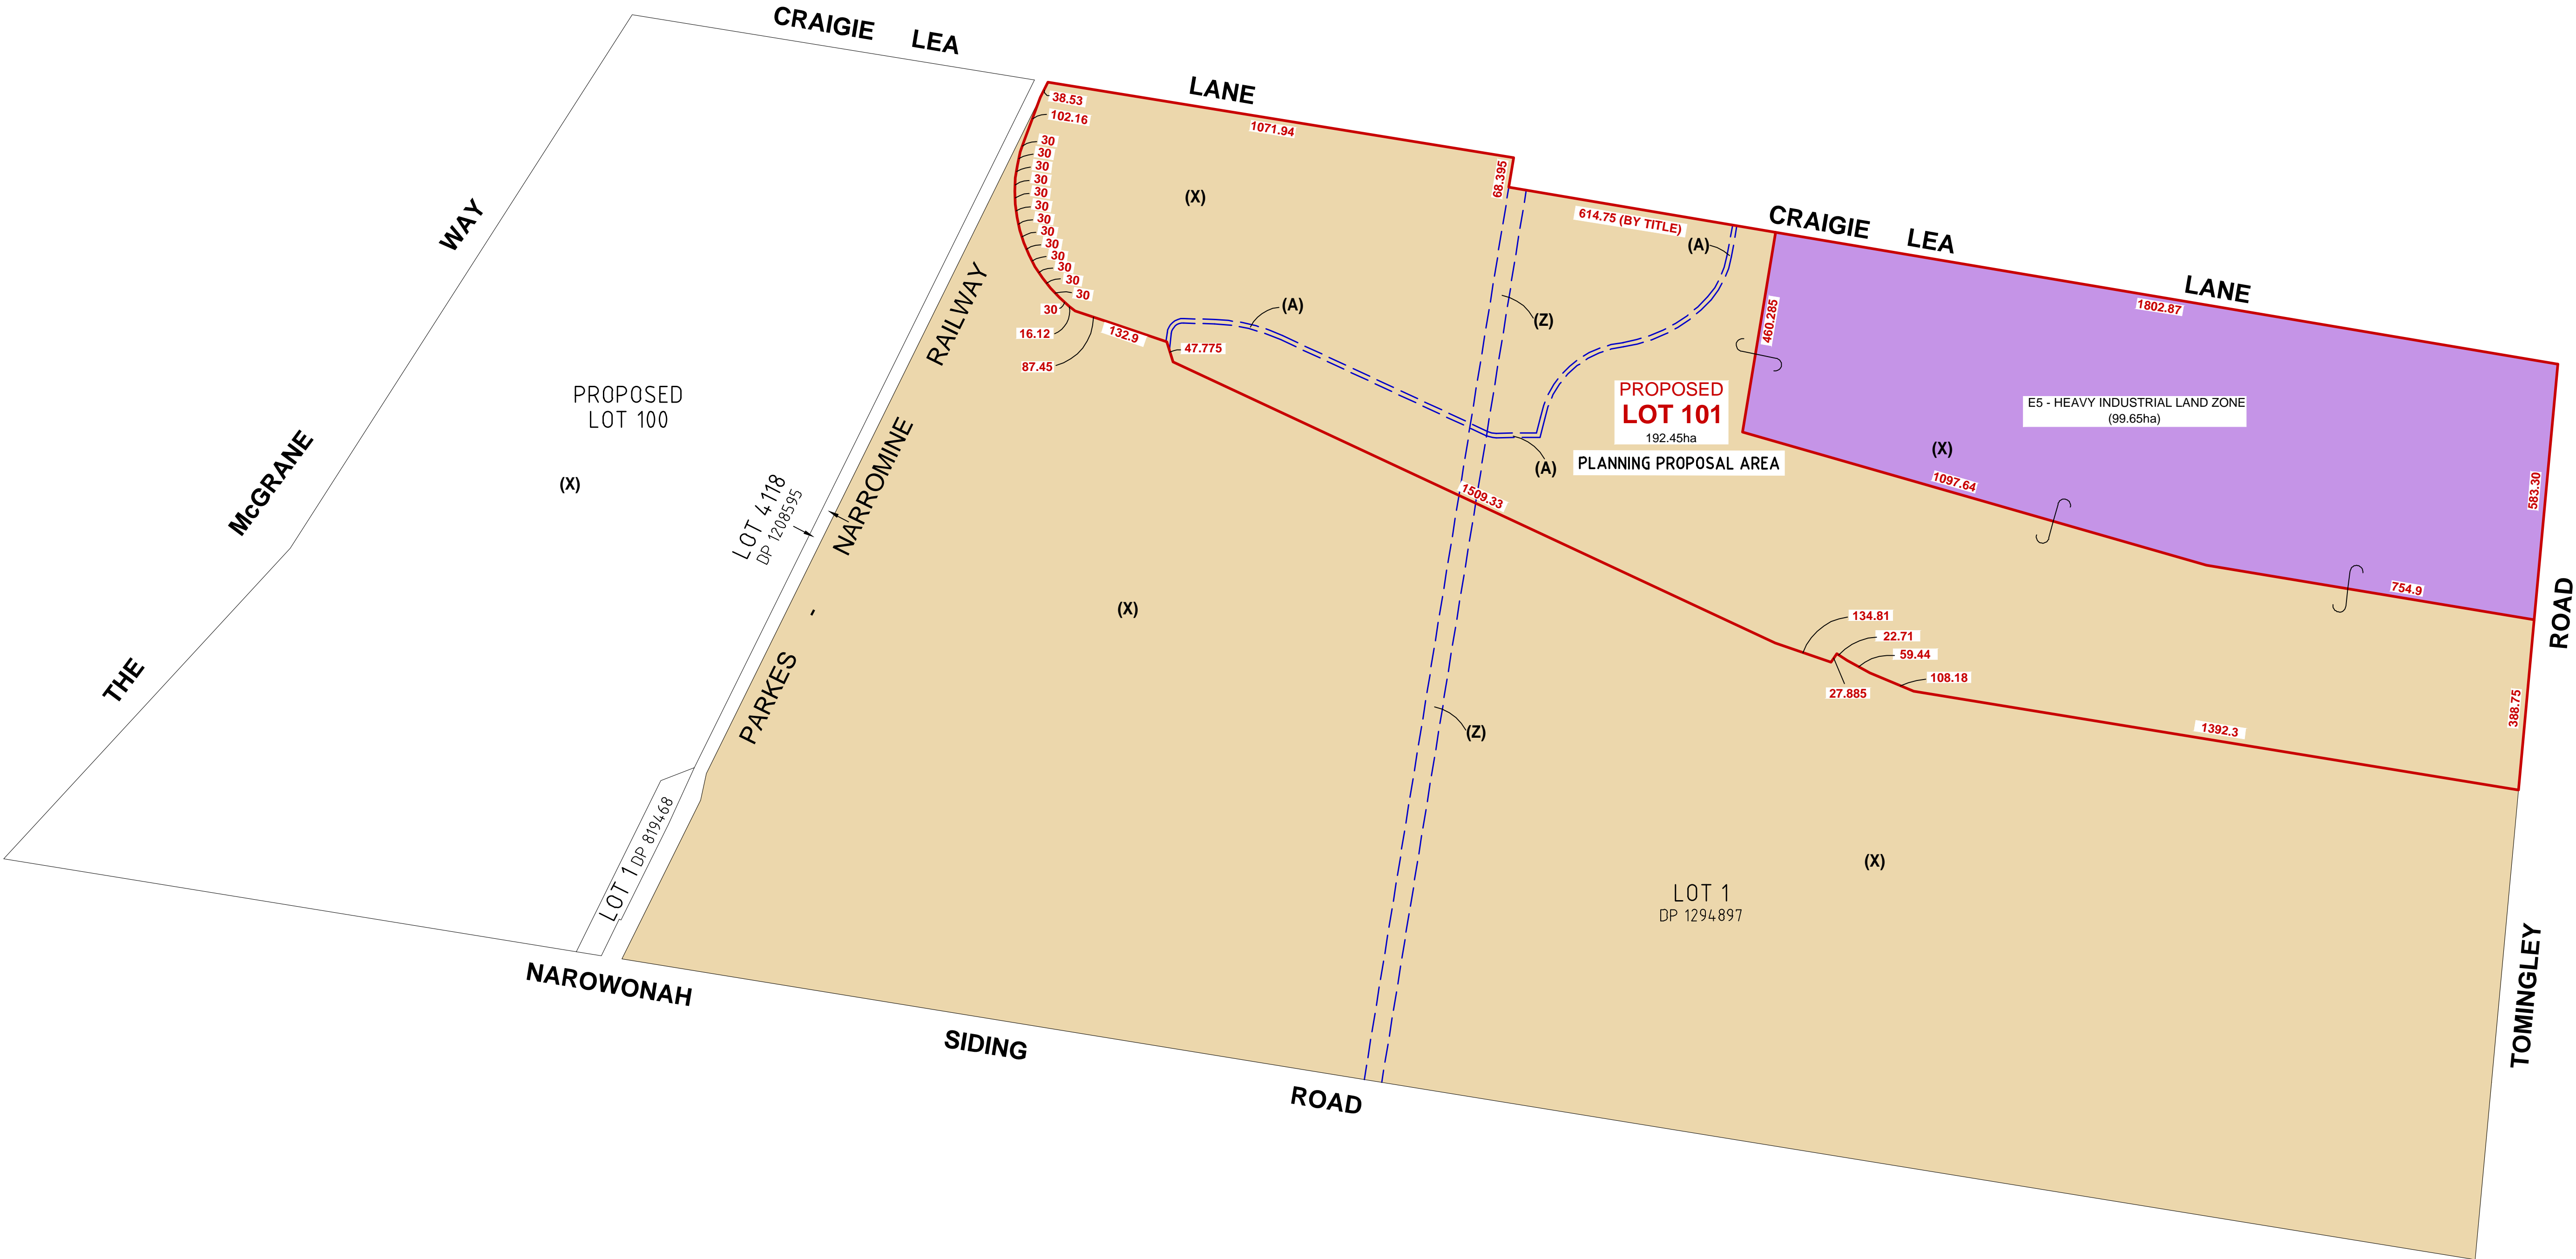 CRAIGIE LEA
LANE
CRAIGIE LEA
LANE
THE
McGRANE
WAY
PROPOSED
LOT 100
(X)
LOT 4118
DP 1208595
PARKES
-
NARROMINE
RAILWAY
LOT 1 DP 819468
NAROWONAH
SIDING
ROAD
38.53
102.16
30
30
30
30
30
30
30
30
30
30
30
30
30
30
16.12
87.45
132.9
47.775
1071.94
68.395
614.75 (BY TITLE)
(X)
(A)
(A)
(A)
(Z)
PROPOSED
LOT 101
192.45ha
PLANNING PROPOSAL AREA
460.285
1802.87
E5 - HEAVY INDUSTRIAL LAND ZONE
(99.65ha)
(X)
1097.64
754.9
583.30
388.75
1509.33
134.81
22.71
59.44
108.18
27.885
1392.3
(X)
(Z)
(X)
LOT 1
DP 1294897
TOMINGLEY
ROAD